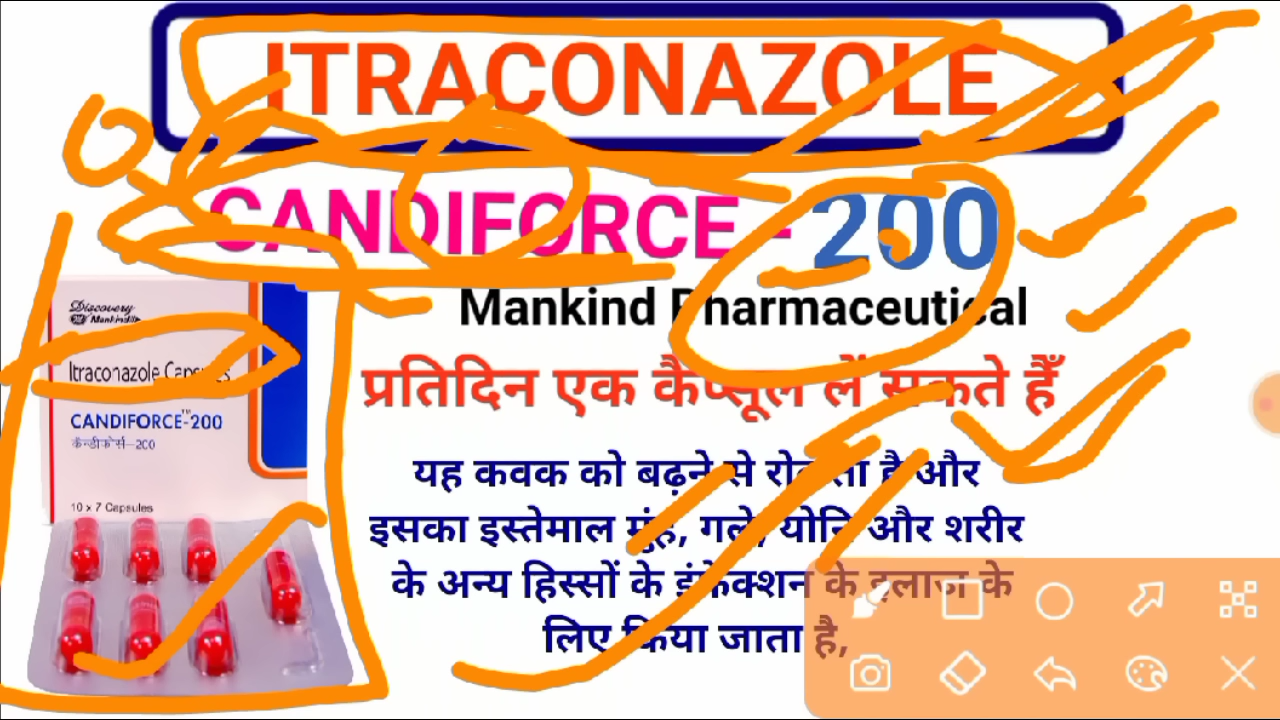 ITRACONAZOLE
CANDIFORCE - 200
Mankind Pharmaceutical
प्रतिदिन एक कैप्सूल लें सकते हैँ
यह कवक को बढ़ने से रोकता है और
इसका इस्तेमाल मुंह, गले, योनि और शरीर
के अन्य हिस्सों के इंफेक्शन के इलाज के
लिए किया जाता है,
Discovery
Mankind
Itraconazole Capsules
CANDIFORCE™-200
कॅन्डीफोर्स–200
10 x 7 Capsules